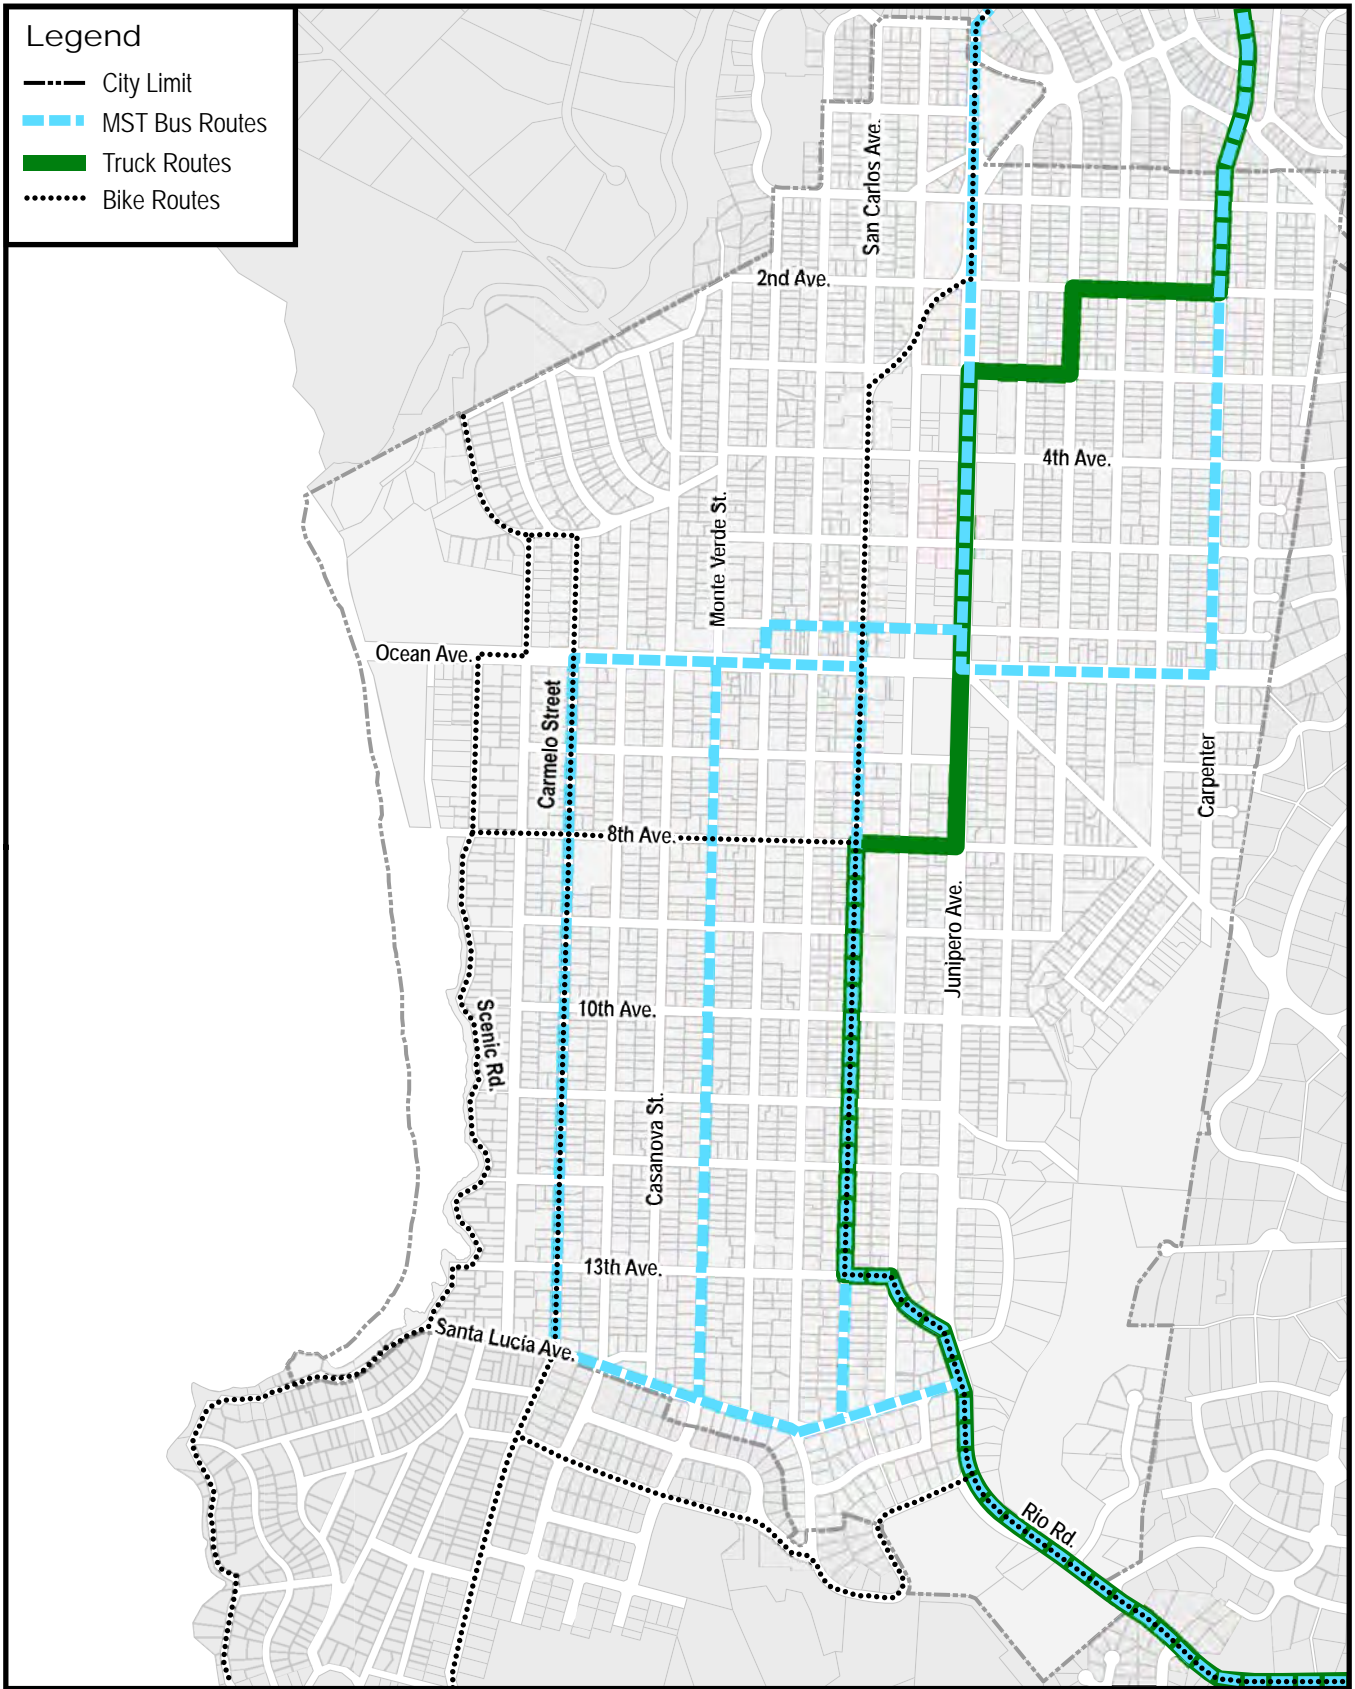 Legend
City Limit
MST Bus Routes
Truck Routes
Bike Routes
San Carlos Ave.
2nd Ave.
4th Ave.
Monte Verde St.
Ocean Ave.
Carmelo Street
Carpenter
8th Ave.
Junipero Ave.
Scenic Rd.
10th Ave.
Casanova St.
13th Ave.
Santa Lucía Ave.
Rio Rd.